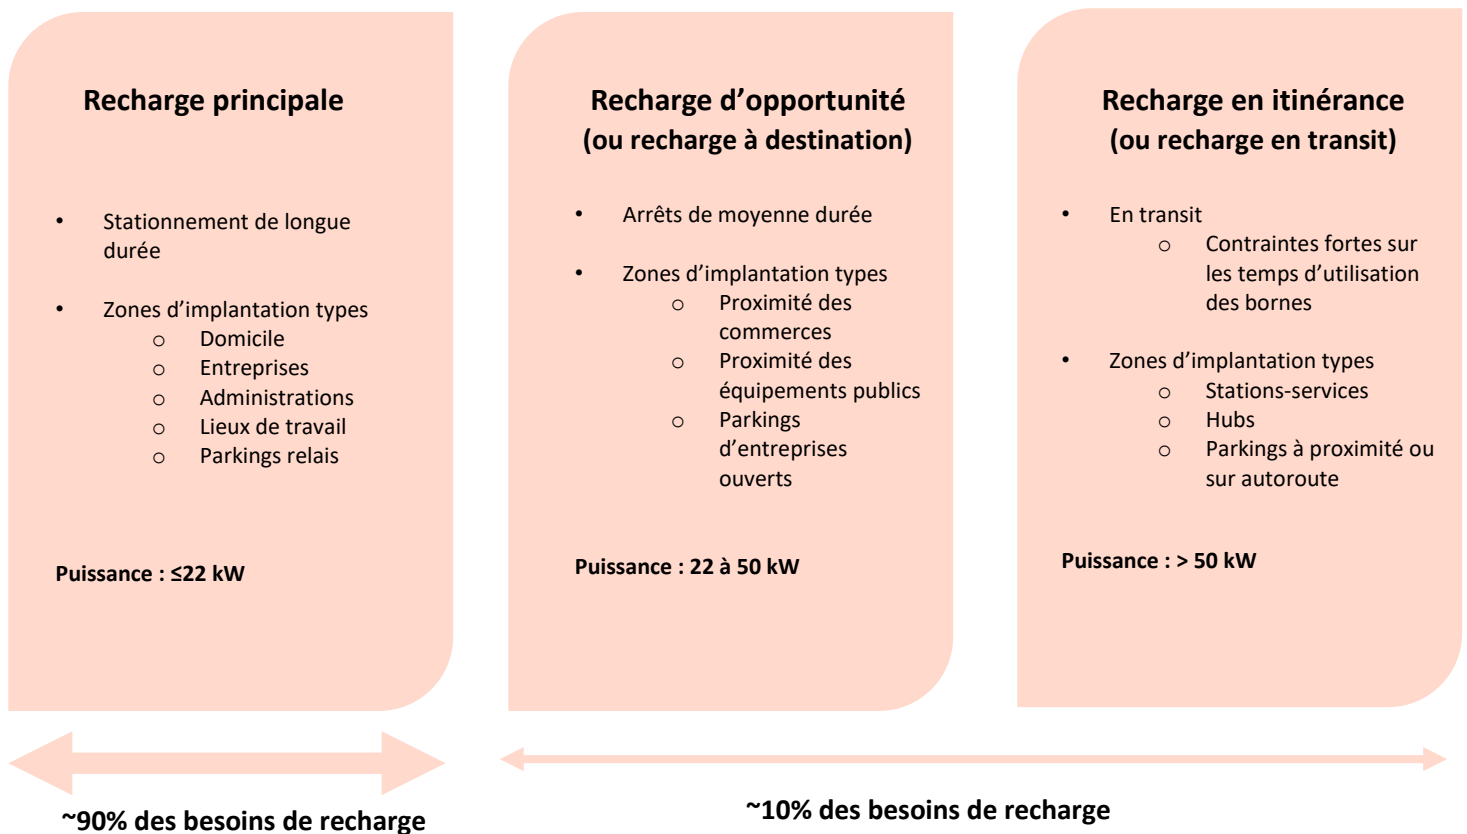 Recharge principale
• Stationnement de longue
durée
• Zones d’implantation types
o Domicile
o Entreprises
o Administrations
o Lieux de travail
o Parkings relais
Puissance : ≤22 kW
Recharge d’opportunité
(ou recharge à destination)
• Arrêts de moyenne durée
• Zones d’implantation types
o Proximité des
commerces
o Proximité des
équipements publics
o Parkings
d’entreprises
ouverts
Puissance : 22 à 50 kW
Recharge en itinérance
(ou recharge en transit)
• En transit
o Contraintes fortes sur
les temps d’utilisation
des bornes
• Zones d’implantation types
o Stations-services
o Hubs
o Parkings à proximité ou
sur autoroute
Puissance : > 50 kW
~90% des besoins de recharge
~10% des besoins de recharge